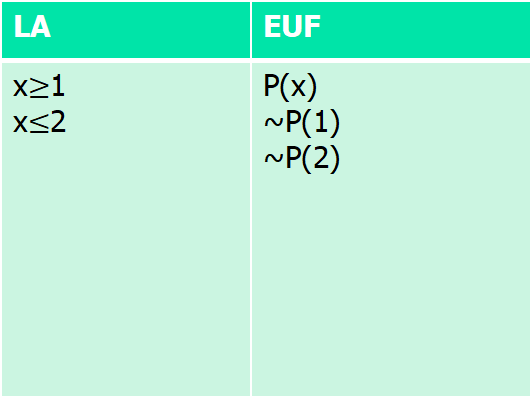 LA
EUF
x≥1
x≤2
P(x)
~P(1)
~P(2)